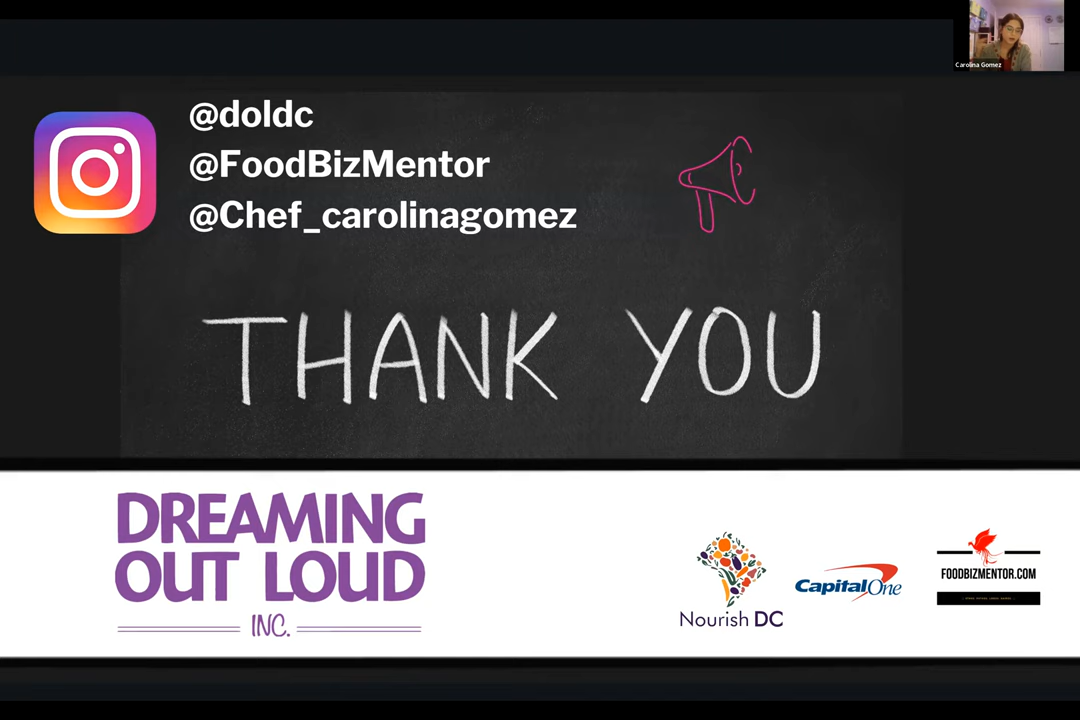 Carolina Gomez
@doldc
@FoodBizMentor
@Chef_carolinagomez
THANK YOU
DREAMING
OUT LOUD
INC.
Nourish DC
CapitalOne
FOODBIZMENTOR.COM